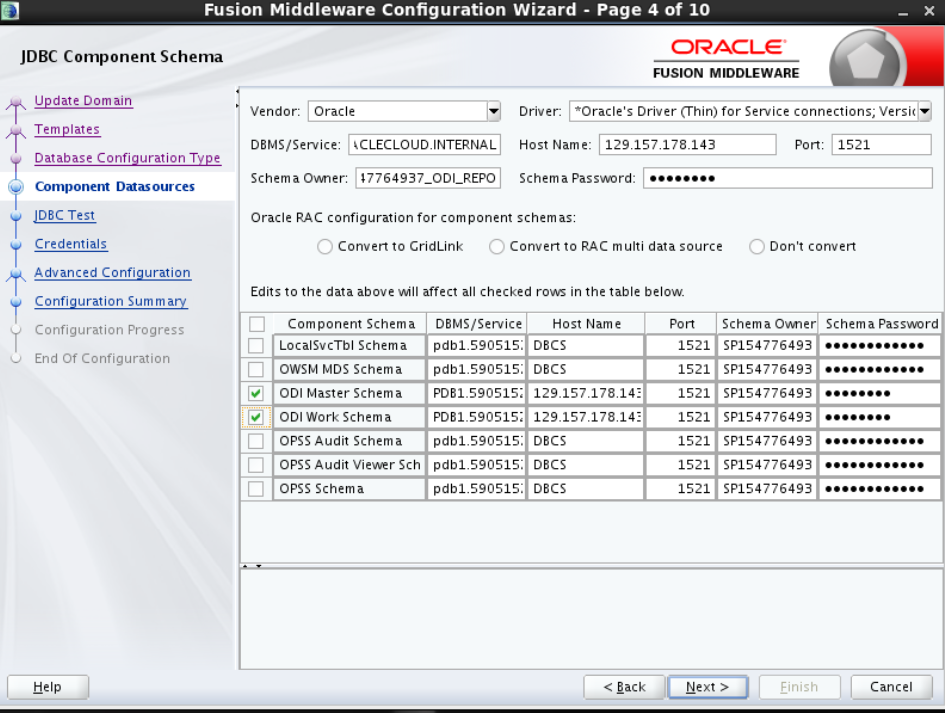 Fusion Middleware Configuration Wizard - Page 4 of 10
JDBC Component Schema
ORACLE
FUSION MIDDLEWARE
Update Domain
Templates
Database Configuration Type
Component Datasources
JDBC Test
Credentials
Advanced Configuration
Configuration Summary
Configuration Progress
End Of Configuration
Vendor: Oracle Driver: *Oracle's Driver (Thin) for Service connections; Versic
DBMS/Service: ACLECLOUD.INTERNAL Host Name: 129.157.178.143 Port: 1521
Schema Owner: 47764937_ODI_REPO Schema Password: ●●●●●●●●
Oracle RAC configuration for component schemas:
Convert to GridLink Convert to RAC multi data source Don't convert
Edits to the data above will affect all checked rows in the table below.
Component Schema DBMS/Service Host Name Port Schema Owner Schema Password
LocalSvcTbl Schema pdb1.590515: DBCS 1521 SP154776493 ●●●●●●●●●●●●
OWSM MDS Schema pdb1.590515: DBCS 1521 SP154776493 ●●●●●●●●●●●●
ODI Master Schema PDB1.590515: 129.157.178.143 1521 SP154776493 ●●●●●●●●
ODI Work Schema PDB1.590515: 129.157.178.143 1521 SP154776493 ●●●●●●●●
OPSS Audit Schema pdb1.590515: DBCS 1521 SP154776493 ●●●●●●●●●●●●
OPSS Audit Viewer Sch pdb1.590515: DBCS 1521 SP154776493 ●●●●●●●●●●●●
OPSS Schema pdb1.590515: DBCS 1521 SP154776493 ●●●●●●●●●●●●
Help < Back Next > Finish Cancel